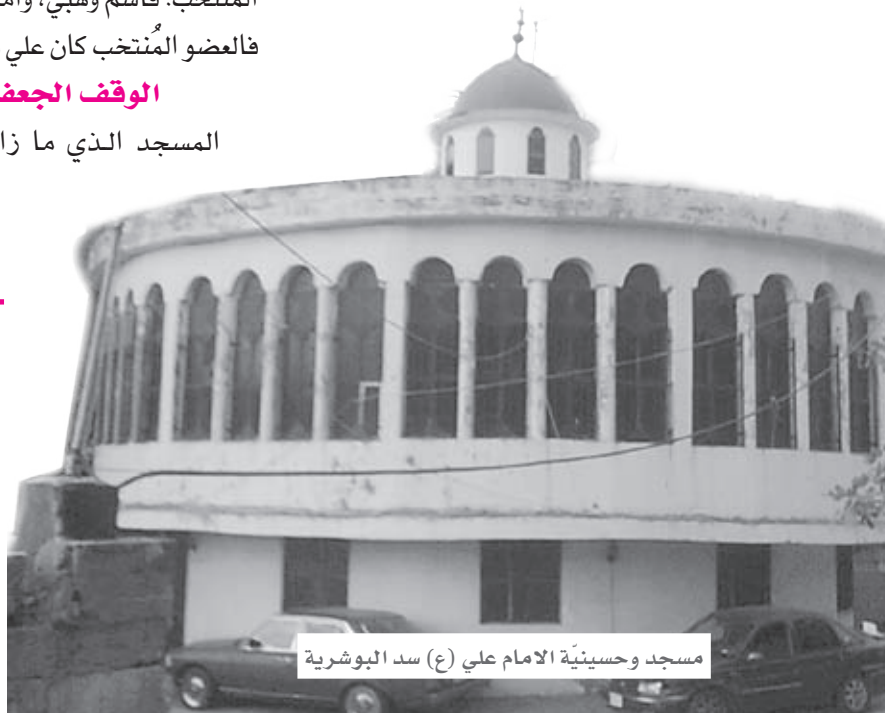 المنتخب: قاسم وهبي، وأما
فالعضو المُنتخب كان علي
الوقف الجعف
المسجد الذي ما زا
مسجد وحسينيّة الامام علي (ع) سد البوشرية